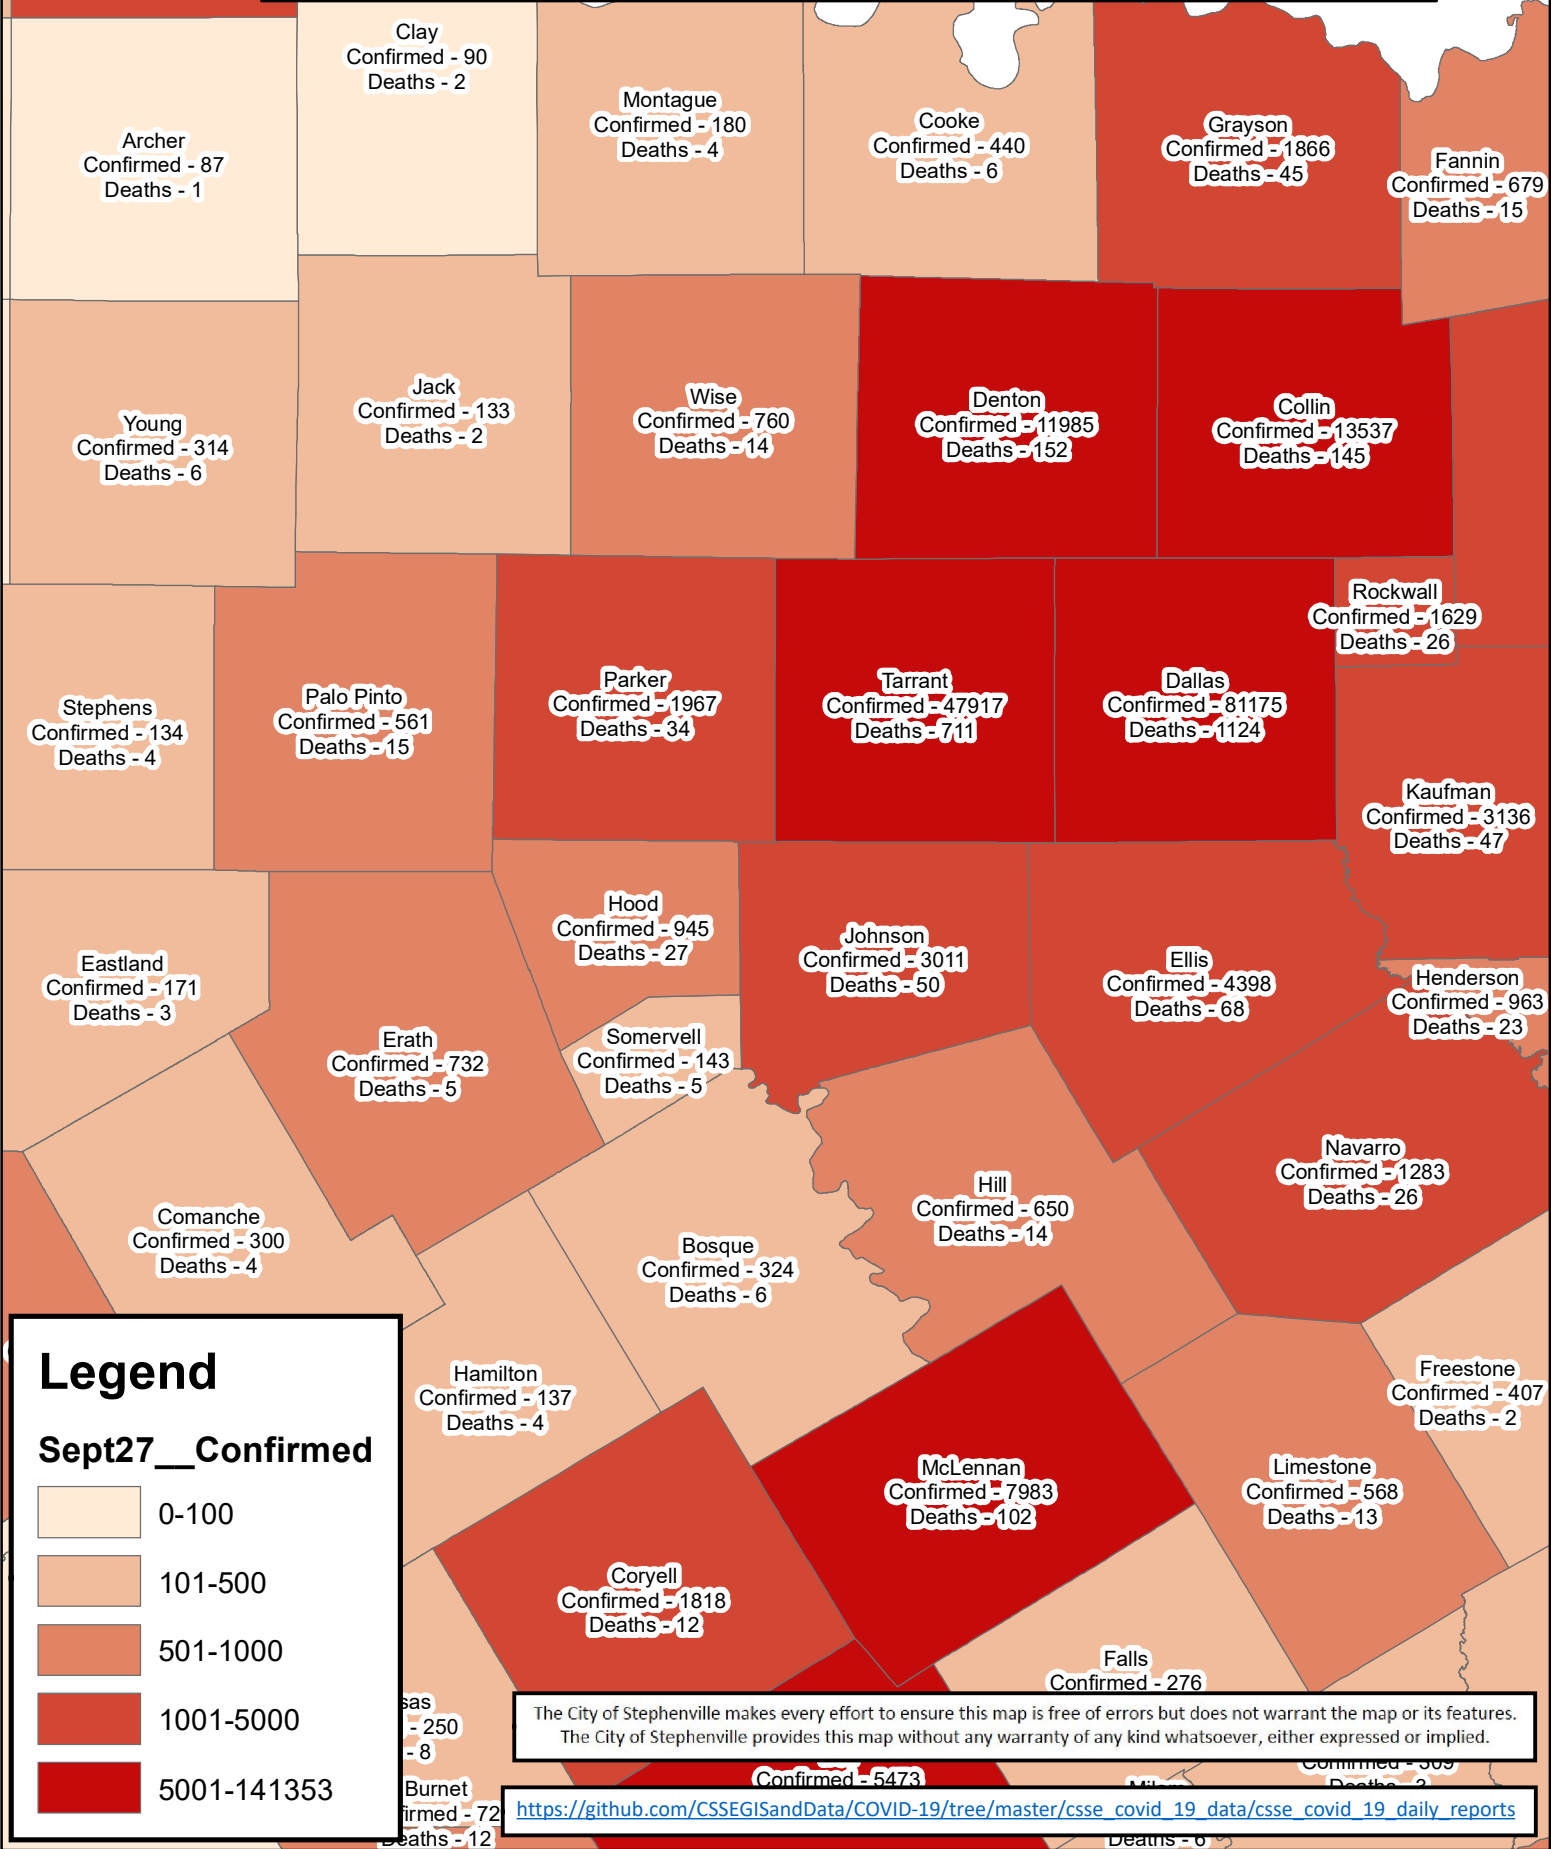 Clay
Confirmed - 90
Deaths - 2
Montague
Confirmed - 180
Deaths - 4
Cooke
Confirmed - 440
Deaths - 6
Grayson
Confirmed - 1866
Deaths - 45
Archer
Confirmed - 87
Deaths - 1
Fannin
Confirmed - 679
Deaths - 15
Young
Confirmed - 314
Deaths - 6
Jack
Confirmed - 133
Deaths - 2
Wise
Confirmed - 760
Deaths - 14
Denton
Confirmed - 11985
Deaths - 152
Collin
Confirmed - 13537
Deaths - 145
Rockwall
Confirmed - 1629
Deaths - 26
Stephens
Confirmed - 134
Deaths - 4
Palo Pinto
Confirmed - 561
Deaths - 15
Parker
Confirmed - 1967
Deaths - 34
Tarrant
Confirmed - 47917
Deaths - 711
Dallas
Confirmed - 81175
Deaths - 1124
Kaufman
Confirmed - 3136
Deaths - 47
Hood
Confirmed - 945
Deaths - 27
Johnson
Confirmed - 3011
Deaths - 50
Ellis
Confirmed - 4398
Deaths - 68
Henderson
Confirmed - 963
Deaths - 23
Eastland
Confirmed - 171
Deaths - 3
Erath
Confirmed - 732
Deaths - 5
Somervell
Confirmed - 143
Deaths - 5
Navarro
Confirmed - 1283
Deaths - 26
Comanche
Confirmed - 300
Deaths - 4
Bosque
Confirmed - 324
Deaths - 6
Hill
Confirmed - 650
Deaths - 14
Hamilton
Confirmed - 137
Deaths - 4
Freestone
Confirmed - 407
Deaths - 2
McLennan
Confirmed - 7983
Deaths - 102
Limestone
Confirmed - 568
Deaths - 13
Coryell
Confirmed - 1818
Deaths - 12
Falls
Confirmed - 276
Legend
Sept27__Confirmed
0-100
101-500
501-1000
1001-5000
5001-141353
sas
- 250
- 8
Burnet
firmed - 72
Deaths - 12
The City of Stephenville makes every effort to ensure this map is free of errors but does not warrant the map or its features.
The City of Stephenville provides this map without any warranty of any kind whatsoever, either expressed or implied.
Confirmed - 5473
Confirmed - 309
Deaths - 3
Milam
https://github.com/CSSEGISandData/COVID-19/tree/master/csse_covid_19_data/csse_covid_19_daily_reports
Deaths - 6